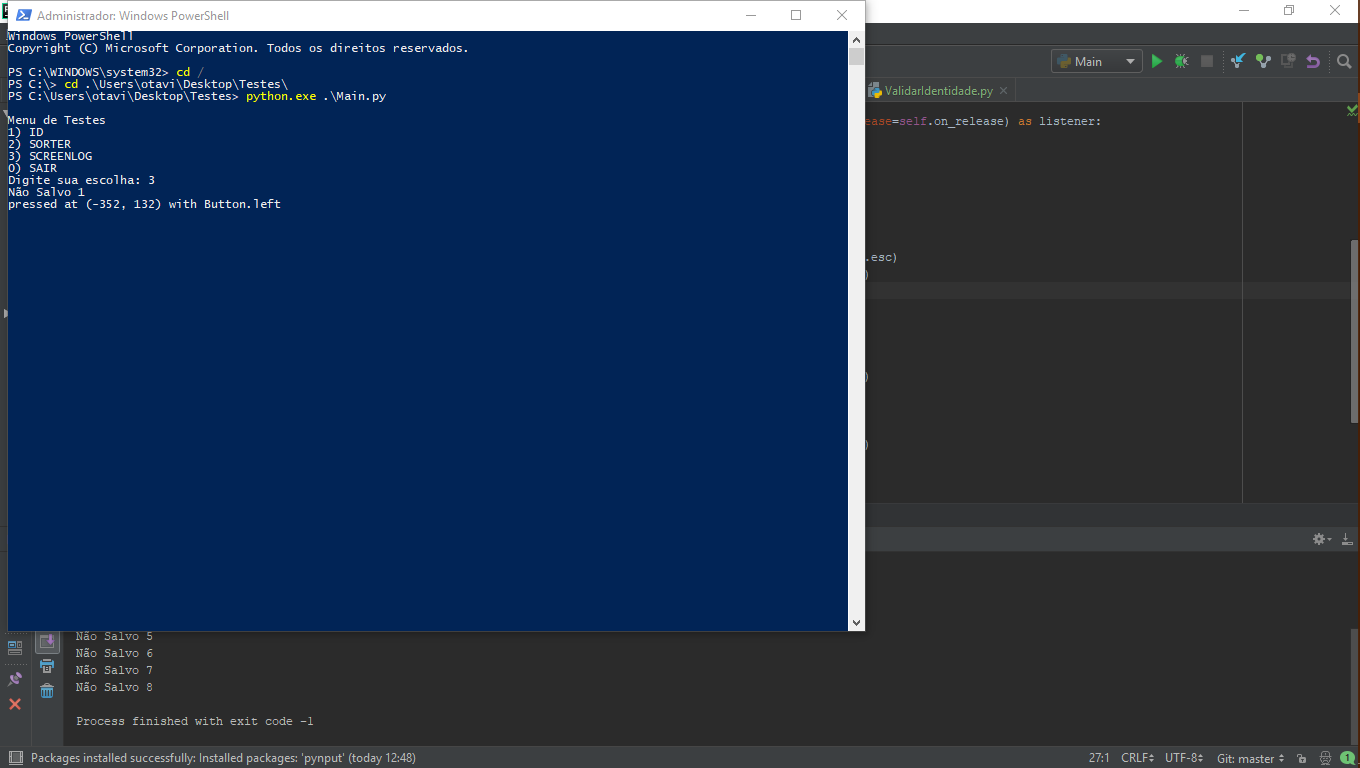 Administrador: Windows PowerShell
Windows PowerShell
Copyright (C) Microsoft Corporation. Todos os direitos reservados.
PS C:\WINDOWS\system32> cd /
PS C:\> cd .\Users\otavi\Desktop\Testes\
PS C:\Users\otavi\Desktop\Testes> python.exe .\Main.py
Menu de Testes
1) ID
2) SORTER
3) SCREENLOG
0) SAIR
Digite sua escolha: 3
Não Salvo 1
pressed at (-352, 132) with Button.left
Main
ValidarIdentidade.py
ease=self.on_release) as listener:
.esc)
)
)
)
Não Salvo 5
Não Salvo 6
Não Salvo 7
Não Salvo 8
Process finished with exit code -1
Packages installed successfully: Installed packages: 'pynput' (today 12:48)
27:1 CRLF UTF-8 Git: master 1